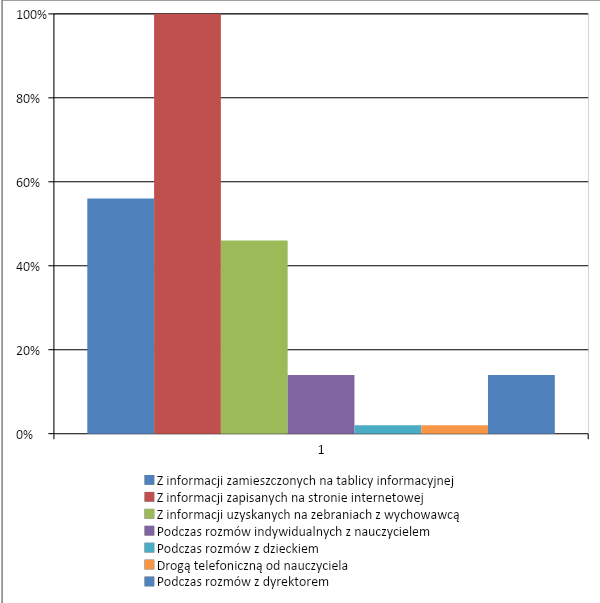 100%
80%
60%
40%
20%
0%
1
Z informacji zamieszczonych na tablicy informacyjnej
Z informacji zapisanych na stronie internetowej
Z informacji uzyskanych na zebraniach z wychowawcą
Podczas rozmów indywidualnych z nauczycielem
Podczas rozmów z dzieckiem
Drogą telefoniczną od nauczyciela
Podczas rozmów z dyrektorem